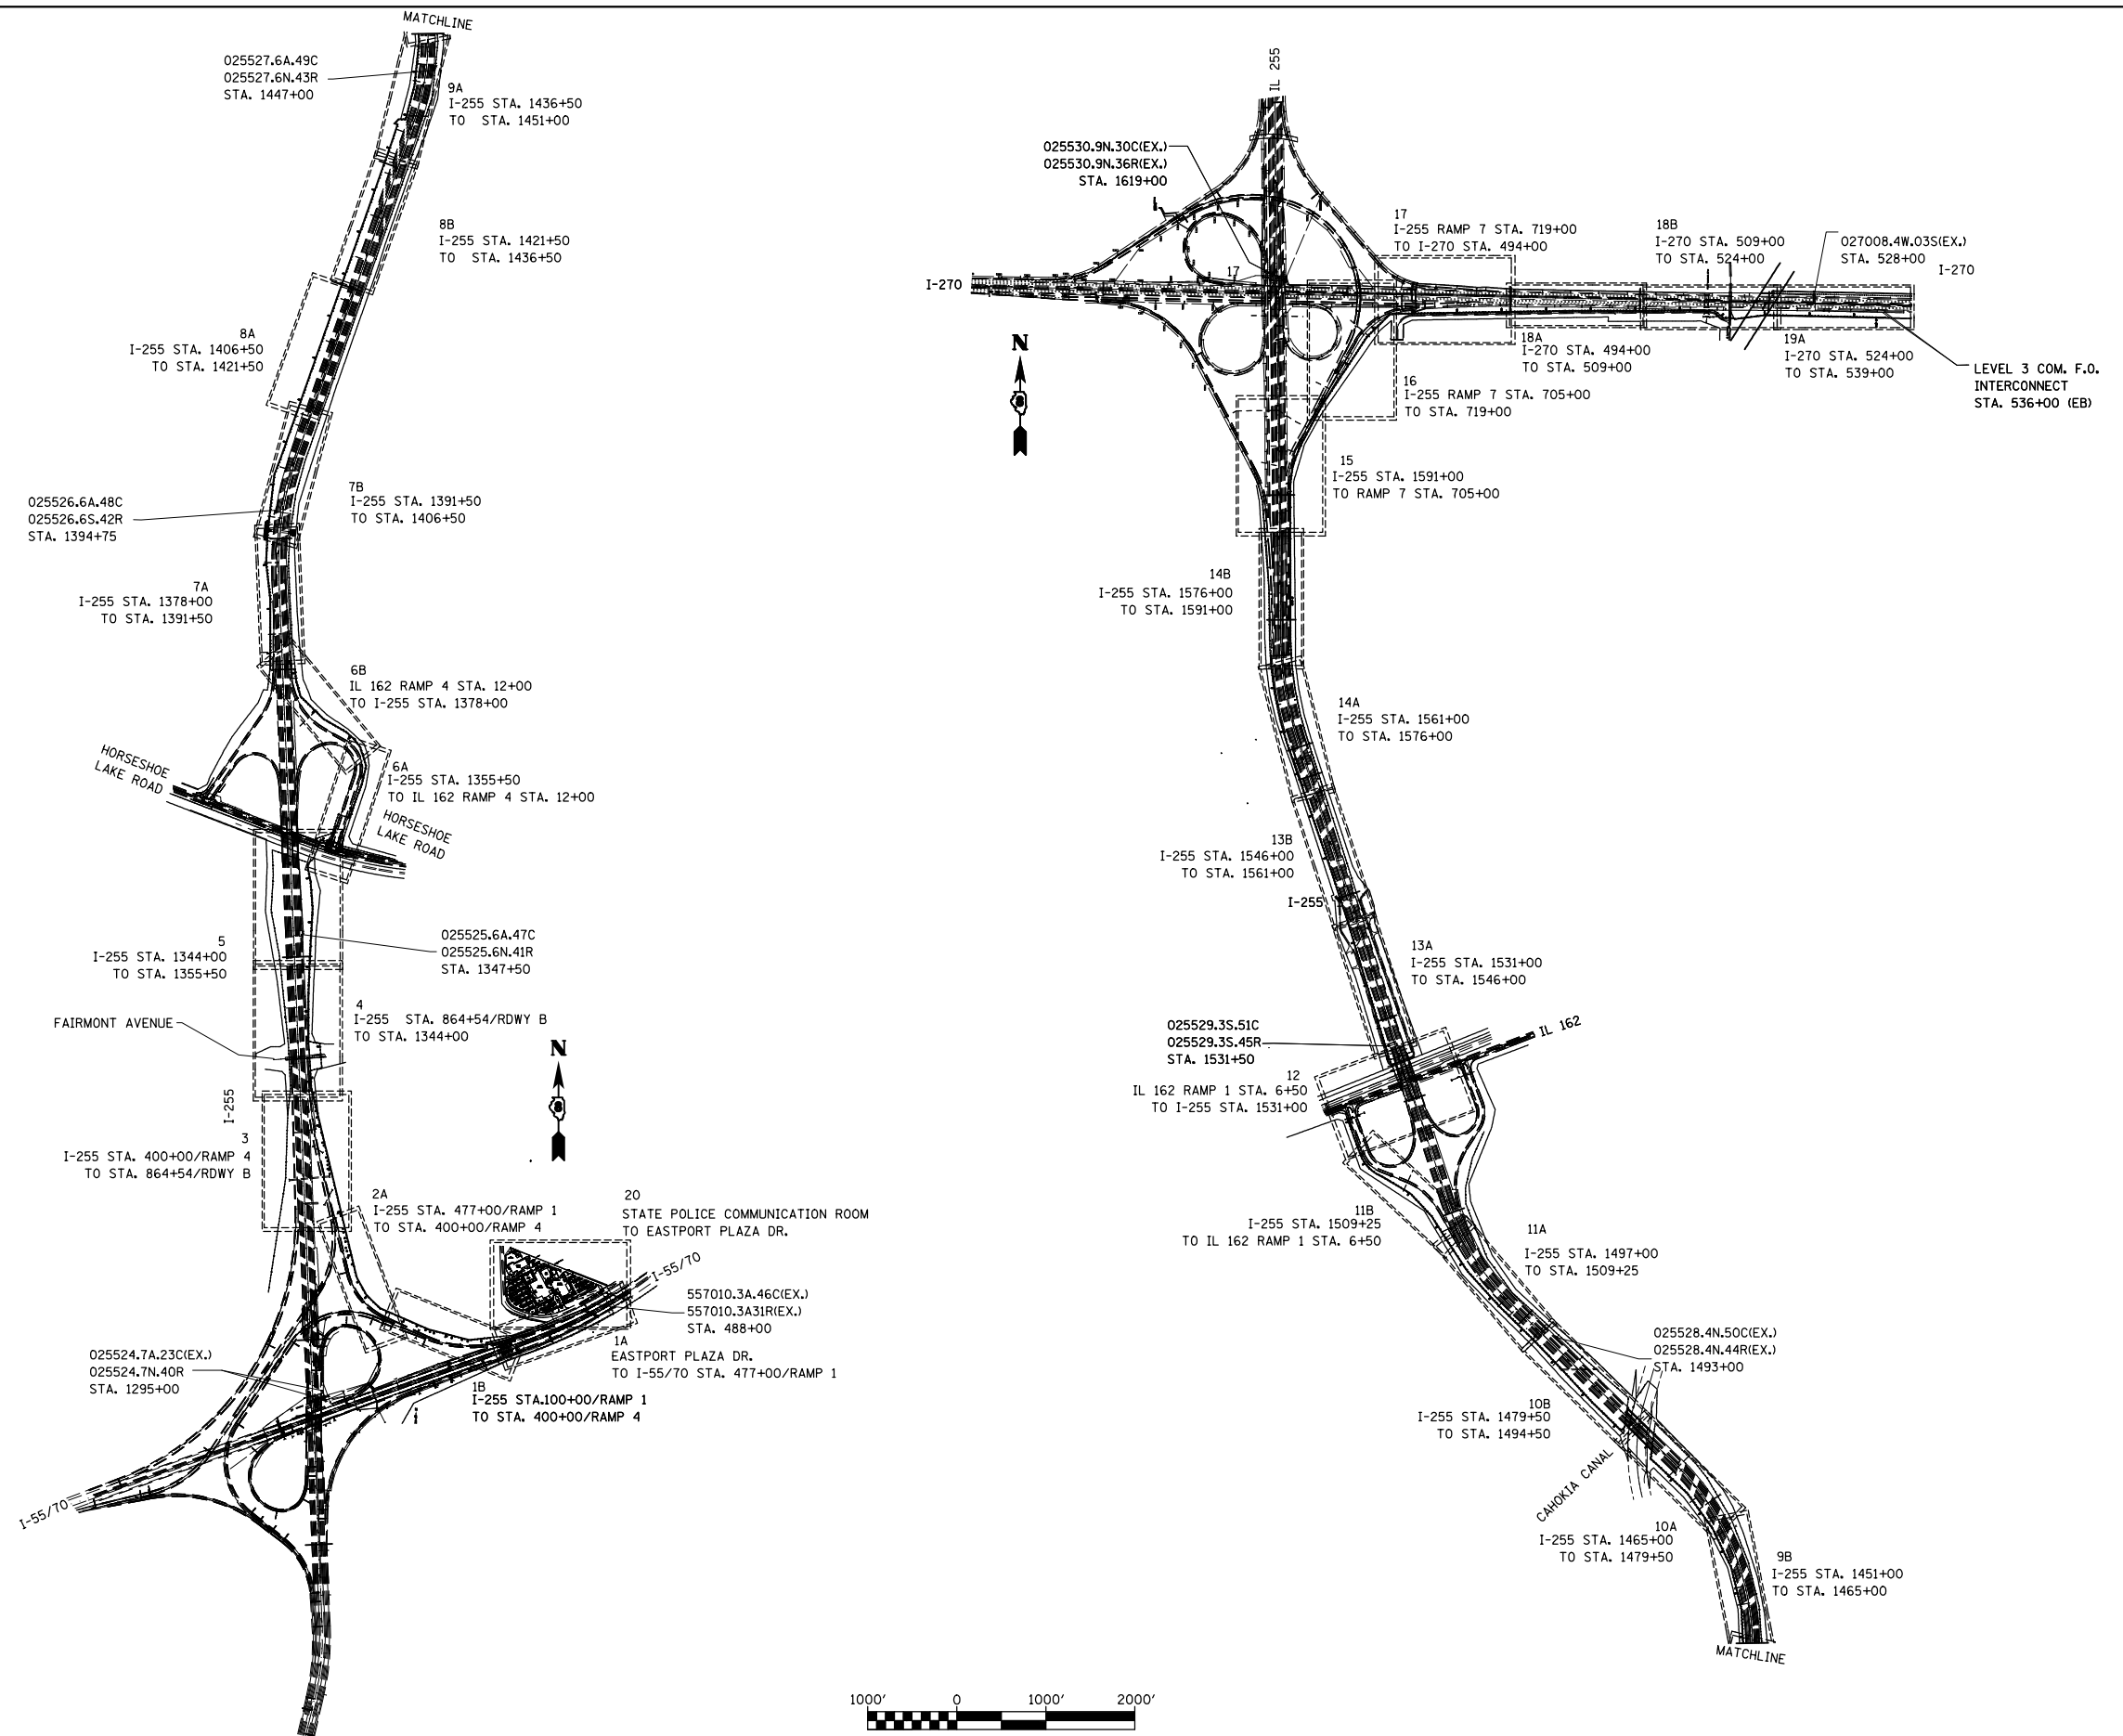 MATCHLINE
025527.6A.49C
025527.6N.43R
STA. 1447+00
9A
I-255 STA. 1436+50
TO STA. 1451+00
8B
I-255 STA. 1421+50
TO STA. 1436+50
8A
I-255 STA. 1406+50
TO STA. 1421+50
7B
I-255 STA. 1391+50
TO STA. 1406+50
025526.6A.48C
025526.6S.42R
STA. 1394+75
7A
I-255 STA. 1378+00
TO STA. 1391+50
6B
IL 162 RAMP 4 STA. 12+00
TO I-255 STA. 1378+00
HORSESHOE
LAKE ROAD
6A
I-255 STA. 1355+50
TO IL 162 RAMP 4 STA. 12+00
HORSESHOE
LAKE ROAD
025525.6A.47C
025525.6N.41R
STA. 1347+50
5
I-255 STA. 1344+00
TO STA. 1355+50
4
I-255 STA. 864+54/RDWY B
TO STA. 1344+00
FAIRMONT AVENUE
N
I-255
3
I-255 STA. 400+00/RAMP 4
TO STA. 864+54/RDWY B
2A
I-255 STA. 477+00/RAMP 1
TO STA. 400+00/RAMP 4
20
STATE POLICE COMMUNICATION ROOM
TO EASTPORT PLAZA DR.
I-55/70
557010.3A.46C(EX.)
557010.3A31R(EX.)
STA. 488+00
1A
EASTPORT PLAZA DR.
TO I-55/70 STA. 477+00/RAMP 1
025524.7A.23C(EX.)
025524.7N.40R
STA. 1295+00
1B
I-255 STA.100+00/RAMP 1
TO STA. 400+00/RAMP 4
I-55/70
1000' 0 1000' 2000'
IL 255
025530.9N.30C(EX.)
025530.9N.36R(EX.)
STA. 1619+00
17
I-255 RAMP 7 STA. 719+00
TO I-270 STA. 494+00
18B
I-270 STA. 509+00
TO STA. 524+00
027008.4W.03S(EX.)
STA. 528+00
I-270
17
I-270
N
18A
I-270 STA. 494+00
TO STA. 509+00
19A
I-270 STA. 524+00
TO STA. 539+00
LEVEL 3 COM. F.O.
INTERCONNECT
STA. 536+00 (EB)
16
I-255 RAMP 7 STA. 705+00
TO STA. 719+00
15
I-255 STA. 1591+00
TO RAMP 7 STA. 705+00
14B
I-255 STA. 1576+00
TO STA. 1591+00
14A
I-255 STA. 1561+00
TO STA. 1576+00
13B
I-255 STA. 1546+00
TO STA. 1561+00
I-255
13A
I-255 STA. 1531+00
TO STA. 1546+00
025529.3S.51C
025529.3S.45R
STA. 1531+50
IL 162
12
IL 162 RAMP 1 STA. 6+50
TO I-255 STA. 1531+00
11B
I-255 STA. 1509+25
TO IL 162 RAMP 1 STA. 6+50
11A
I-255 STA. 1497+00
TO STA. 1509+25
025528.4N.50C(EX.)
025528.4N.44R(EX.)
STA. 1493+00
10B
I-255 STA. 1479+50
TO STA. 1494+50
CAHOKIA CANAL
10A
I-255 STA. 1465+00
TO STA. 1479+50
9B
I-255 STA. 1451+00
TO STA. 1465+00
MATCHLINE